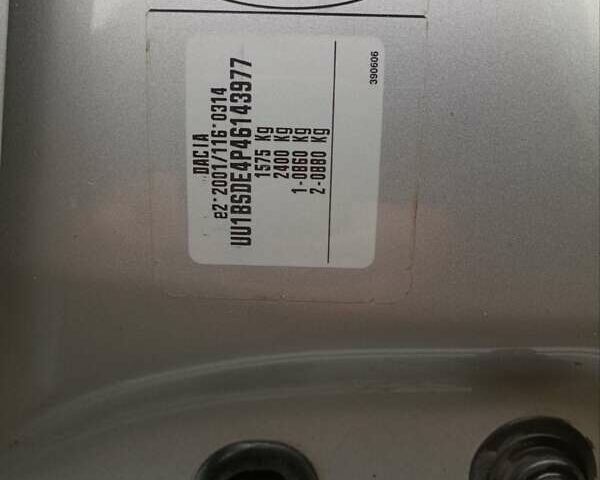 DACIA
e2*2001/116*0314
UU1BSDE4P46143977
1575 Kg
2400 Kg
1-0860 Kg
2-0880 Kg
390606